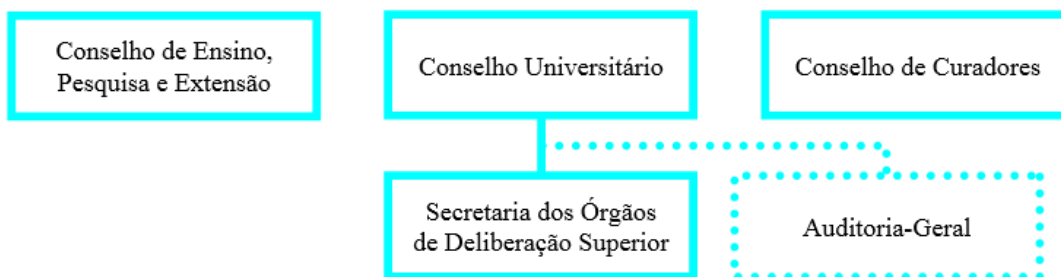 Conselho de Ensino,
Pesquisa e Extensão
Conselho Universitário
Conselho de Curadores
Secretaria dos Órgãos
de Deliberação Superior
Auditoria-Geral